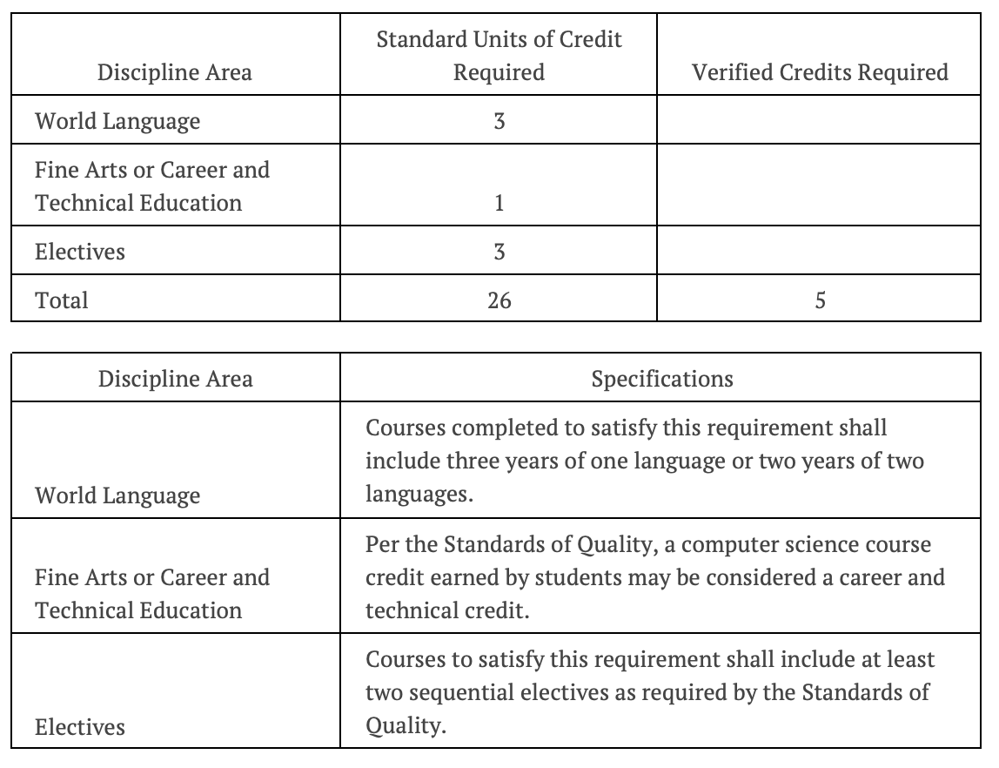 Standard Units of Credit
Discipline Area Required Verified Credits Required
World Language 3
Fine Arts or Career and
Technical Education 1
Electives 3
Total 26 5
Discipline Area Specifications
Courses completed to satisfy this requirement shall
include three years of one language or two years of two
World Language languages.
Per the Standards of Quality, a computer science course
Fine Arts or Career and credit earned by students may be considered a career and
Technical Education technical credit.
Courses to satisfy this requirement shall include at least
two sequential electives as required by the Standards of
Electives Quality.